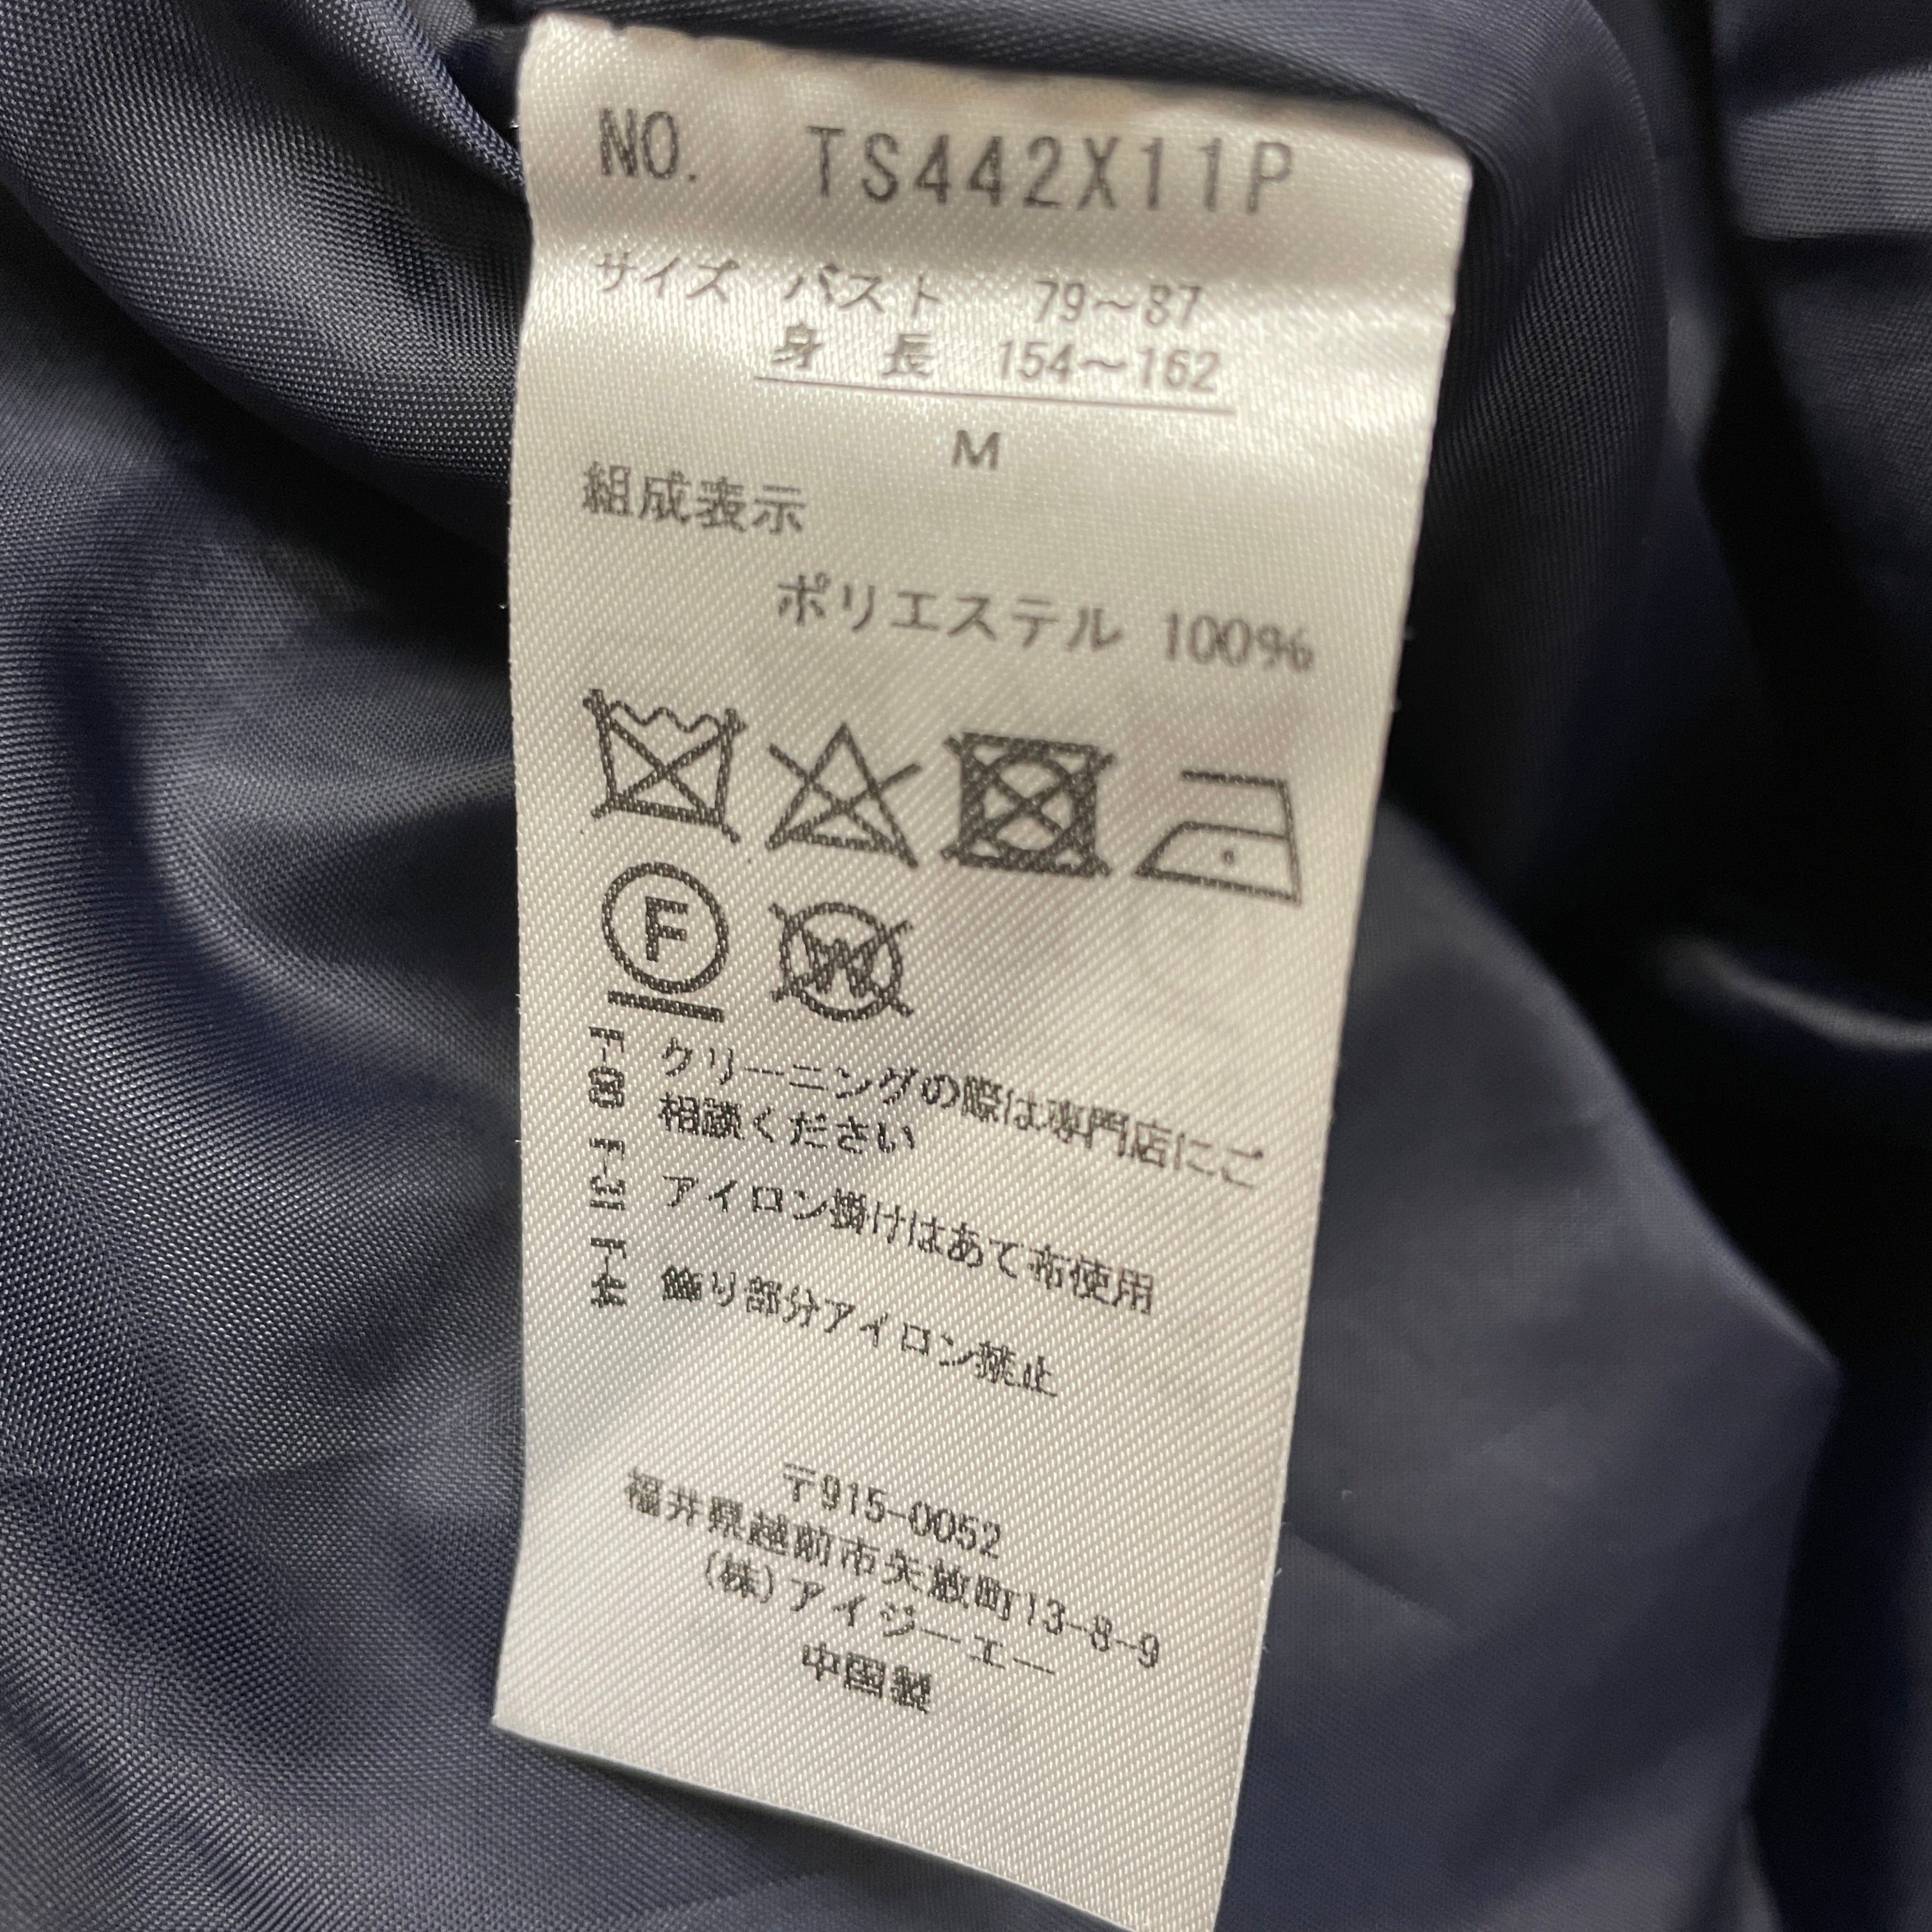 NO. TS442X11P
サイズ バスト 79～87
身 長 154～162
M
組成表示
ポリエステル 100%
F W
F-08 クリーニングの際は専門店にご
相談ください
F-31 アイロン掛けはあて布使用
飾り部分アイロン禁止
〒915-0052
福井県越前市矢放町13-8-9
(株)アイジーエー
中国製